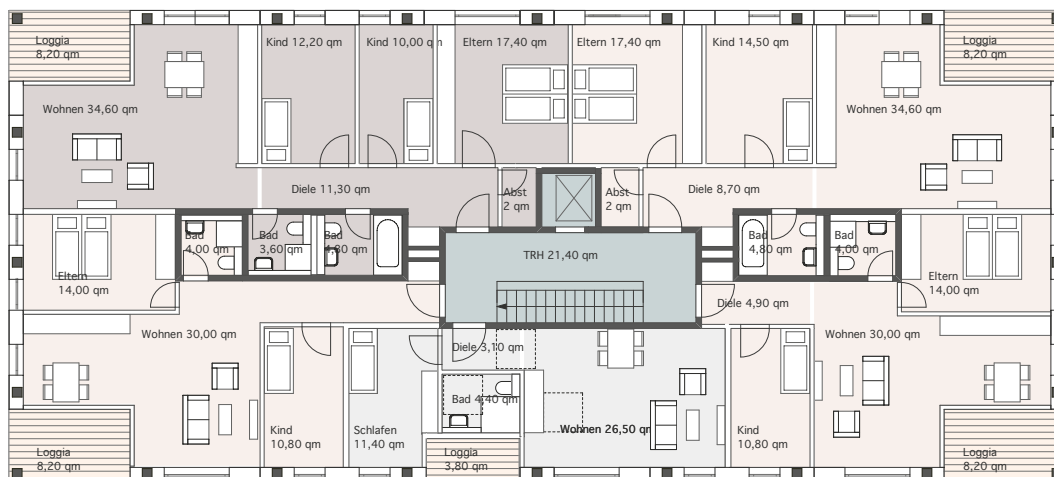 Loggia
8,20 qm
Kind 12,20 qm
Kind 10,00 qm
Eltern 17,40 qm
Eltern 17,40 qm
Kind 14,50 qm
Loggia
8,20 qm
Wohnen 34,60 qm
Wohnen 34,60 qm
Diele 11,30 qm
Abst
2 qm
Abst
2 qm
Diele 8,70 qm
Bad
4,00 qm
Bad
3,60 qm
Bad
4,80 qm
TRH 21,40 qm
Bad
4,80 qm
Bad
4,00 qm
Eltern
14,00 qm
Eltern
14,00 qm
Diele 4,90 qm
Wohnen 30,00 qm
Diele 3,10 qm
Wohnen 30,00 qm
Bad 4,40 qm
Kind
10,80 qm
Schlafen
11,40 qm
Wohnen 26,50 qm
Kind
10,80 qm
Loggia
8,20 qm
Loggia
3,80 qm
Loggia
8,20 qm